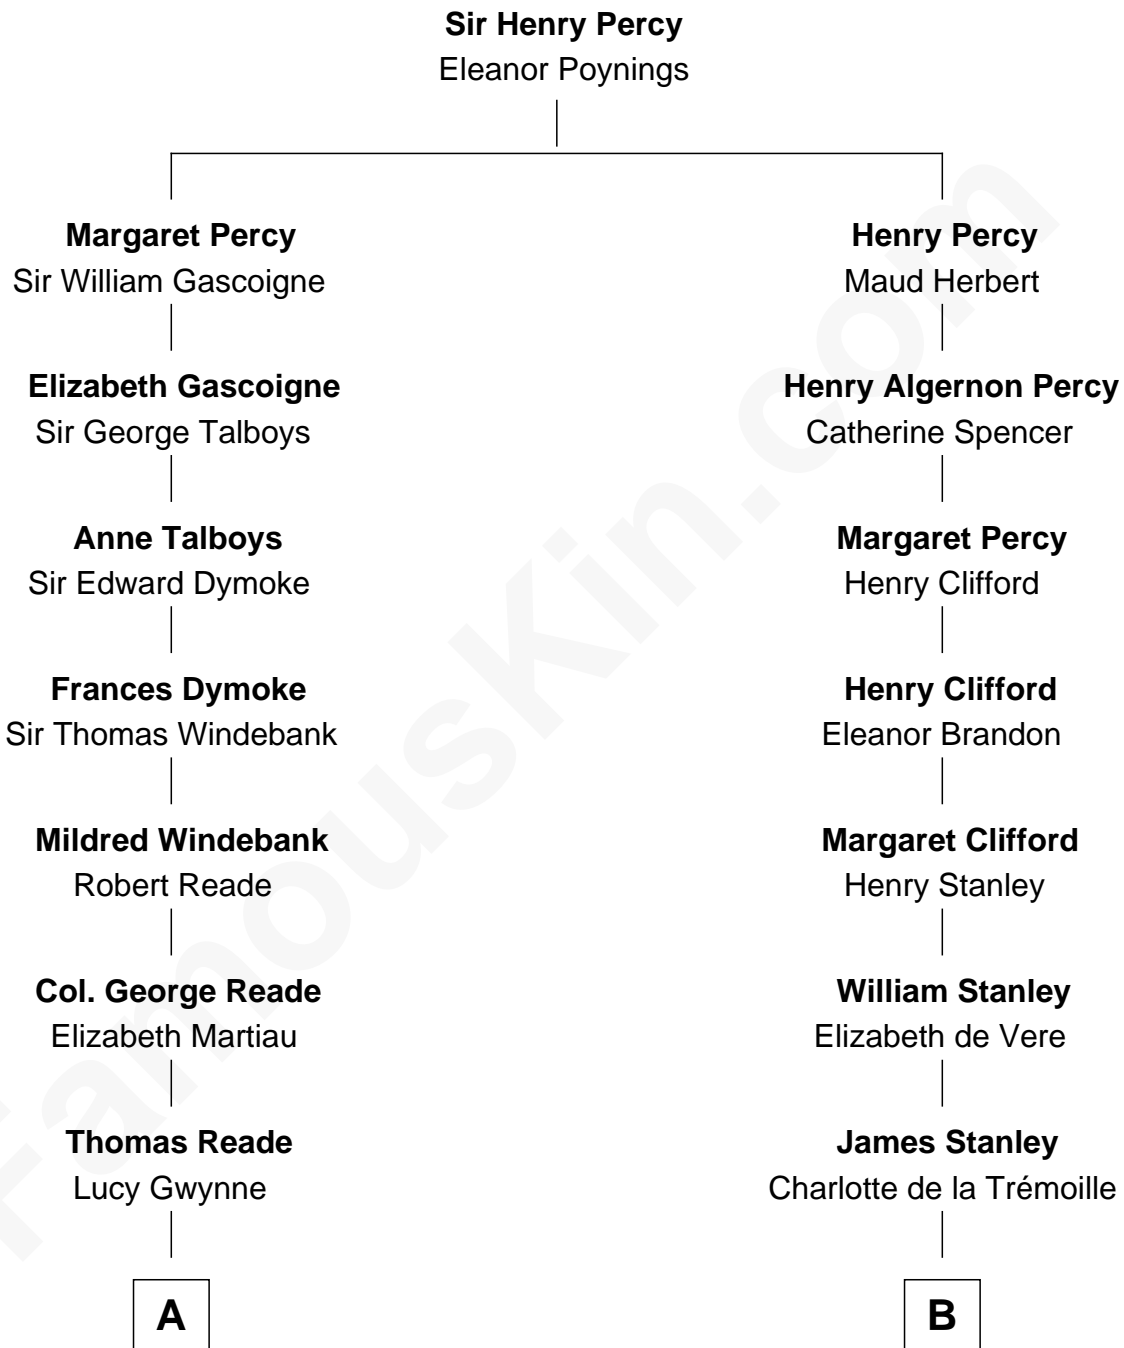 Sir Henry Percy
Eleanor Poynings
Margaret Percy
Sir William Gascoigne
Henry Percy
Maud Herbert
Elizabeth Gascoigne
Sir George Talboys
Henry Algernon Percy
Catherine Spencer
Anne Talboys
Sir Edward Dymoke
Margaret Percy
Henry Clifford
Frances Dymoke
Sir Thomas Windebank
Henry Clifford
Eleanor Brandon
Mildred Windebank
Robert Reade
Margaret Clifford
Henry Stanley
Col. George Reade
Elizabeth Martiau
William Stanley
Elizabeth de Vere
Thomas Reade
Lucy Gwynne
James Stanley
Charlotte de la Trémoille
A
B
FamousKin.com